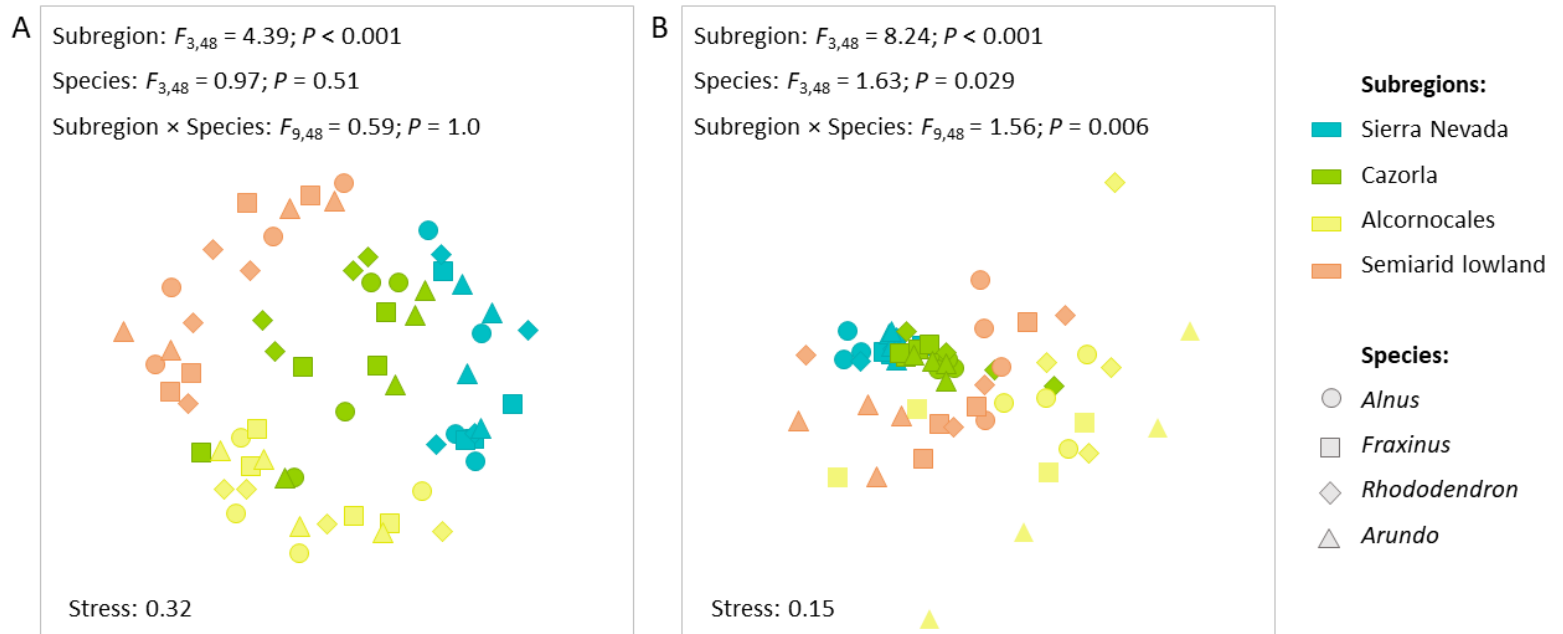 A
Subregion: F3,48 = 4.39; P < 0.001
Species: F3,48 = 0.97; P = 0.51
Subregion × Species: F9,48 = 0.59; P = 1.0
Stress: 0.32
B
Subregion: F3,48 = 8.24; P < 0.001
Species: F3,48 = 1.63; P = 0.029
Subregion × Species: F9,48 = 1.56; P = 0.006
Stress: 0.15
Subregions:
Sierra Nevada
Cazorla
Alcornocales
Semiarid lowland
Species:
Alnus
Fraxinus
Rhododendron
Arundo